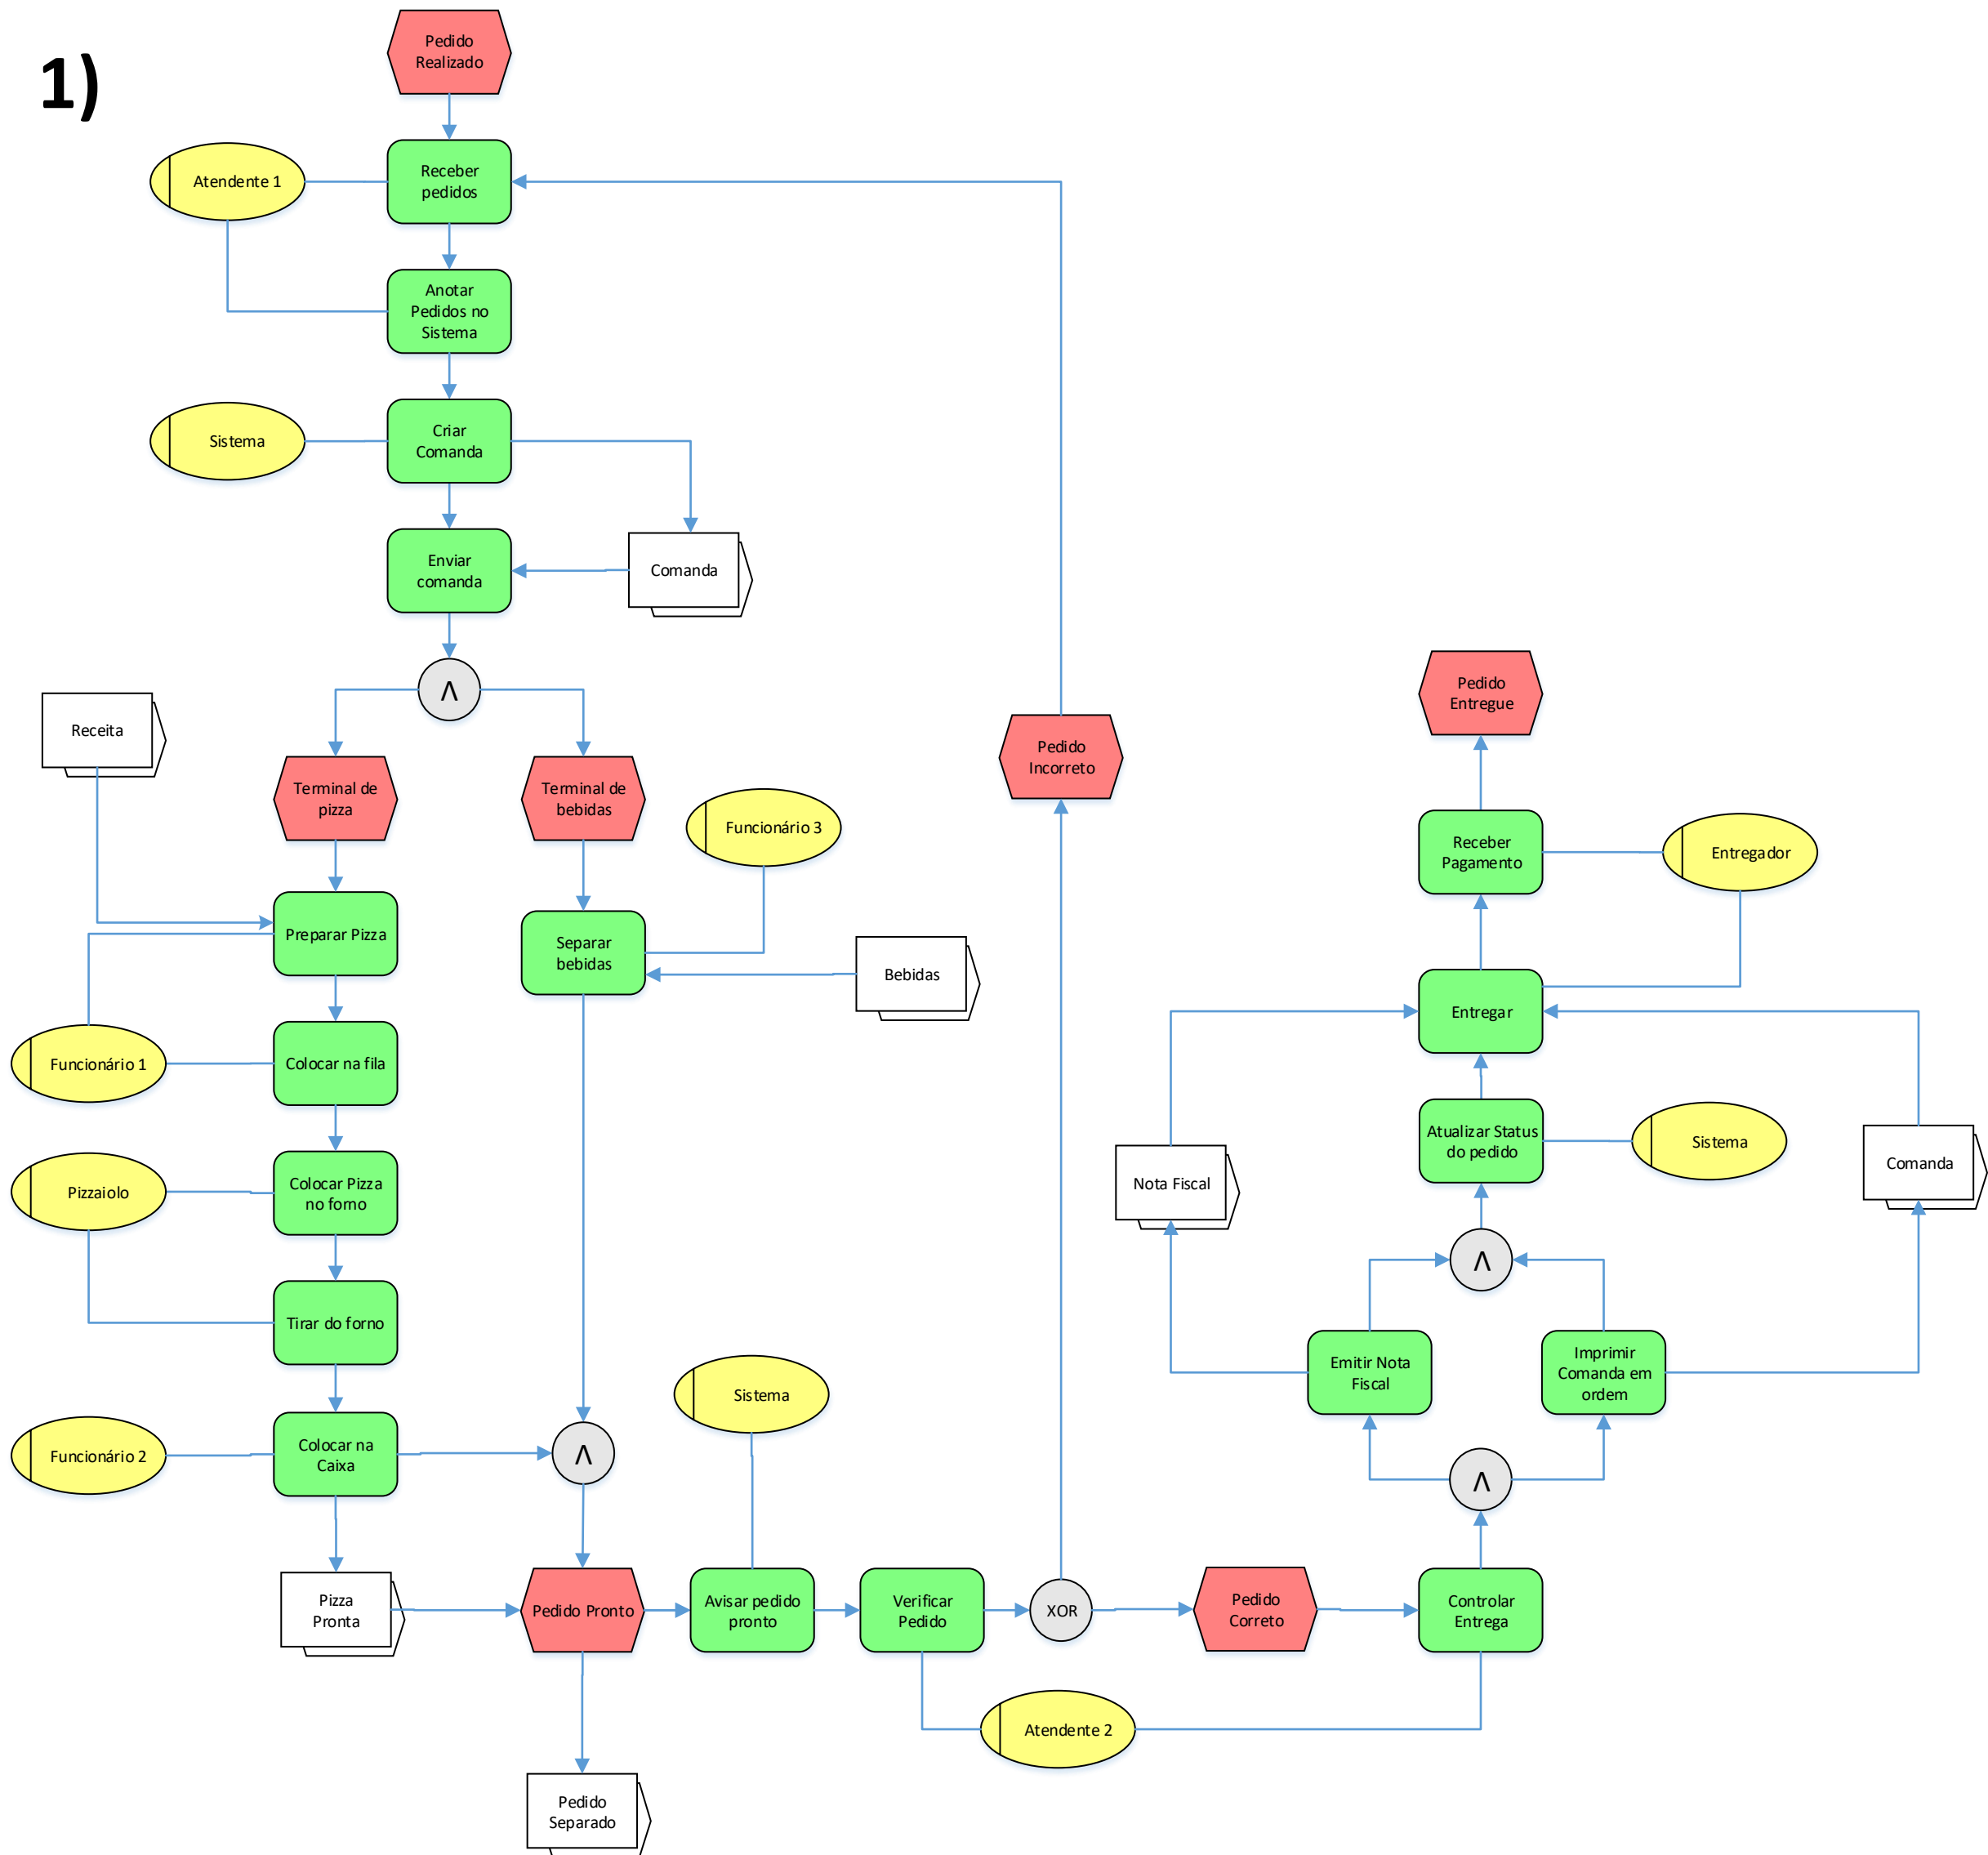 1)
Pedido
Realizado
Atendente 1
Receber
pedidos
Anotar
Pedidos no
Sistema
Sistema
Criar
Comanda
Enviar
comanda
Comanda
Λ
Receita
Terminal de
pizza
Terminal de
bebidas
Funcionário 3
Preparar Pizza
Separar
bebidas
Bebidas
Funcionário 1
Colocar na fila
Pizzaiolo
Colocar Pizza
no forno
Tirar do forno
Funcionário 2
Colocar na
Caixa
Λ
Sistema
Pizza
Pronta
Pedido Pronto
Avisar pedido
pronto
Verificar
Pedido
XOR
Pedido
Incorreto
Pedido
Correto
Controlar
Entrega
Atendente 2
Pedido
Separado
Λ
Emitir Nota
Fiscal
Imprimir
Comanda em
ordem
Λ
Nota Fiscal
Atualizar Status
do pedido
Sistema
Comanda
Entregar
Receber
Pagamento
Entregador
Pedido
Entregue